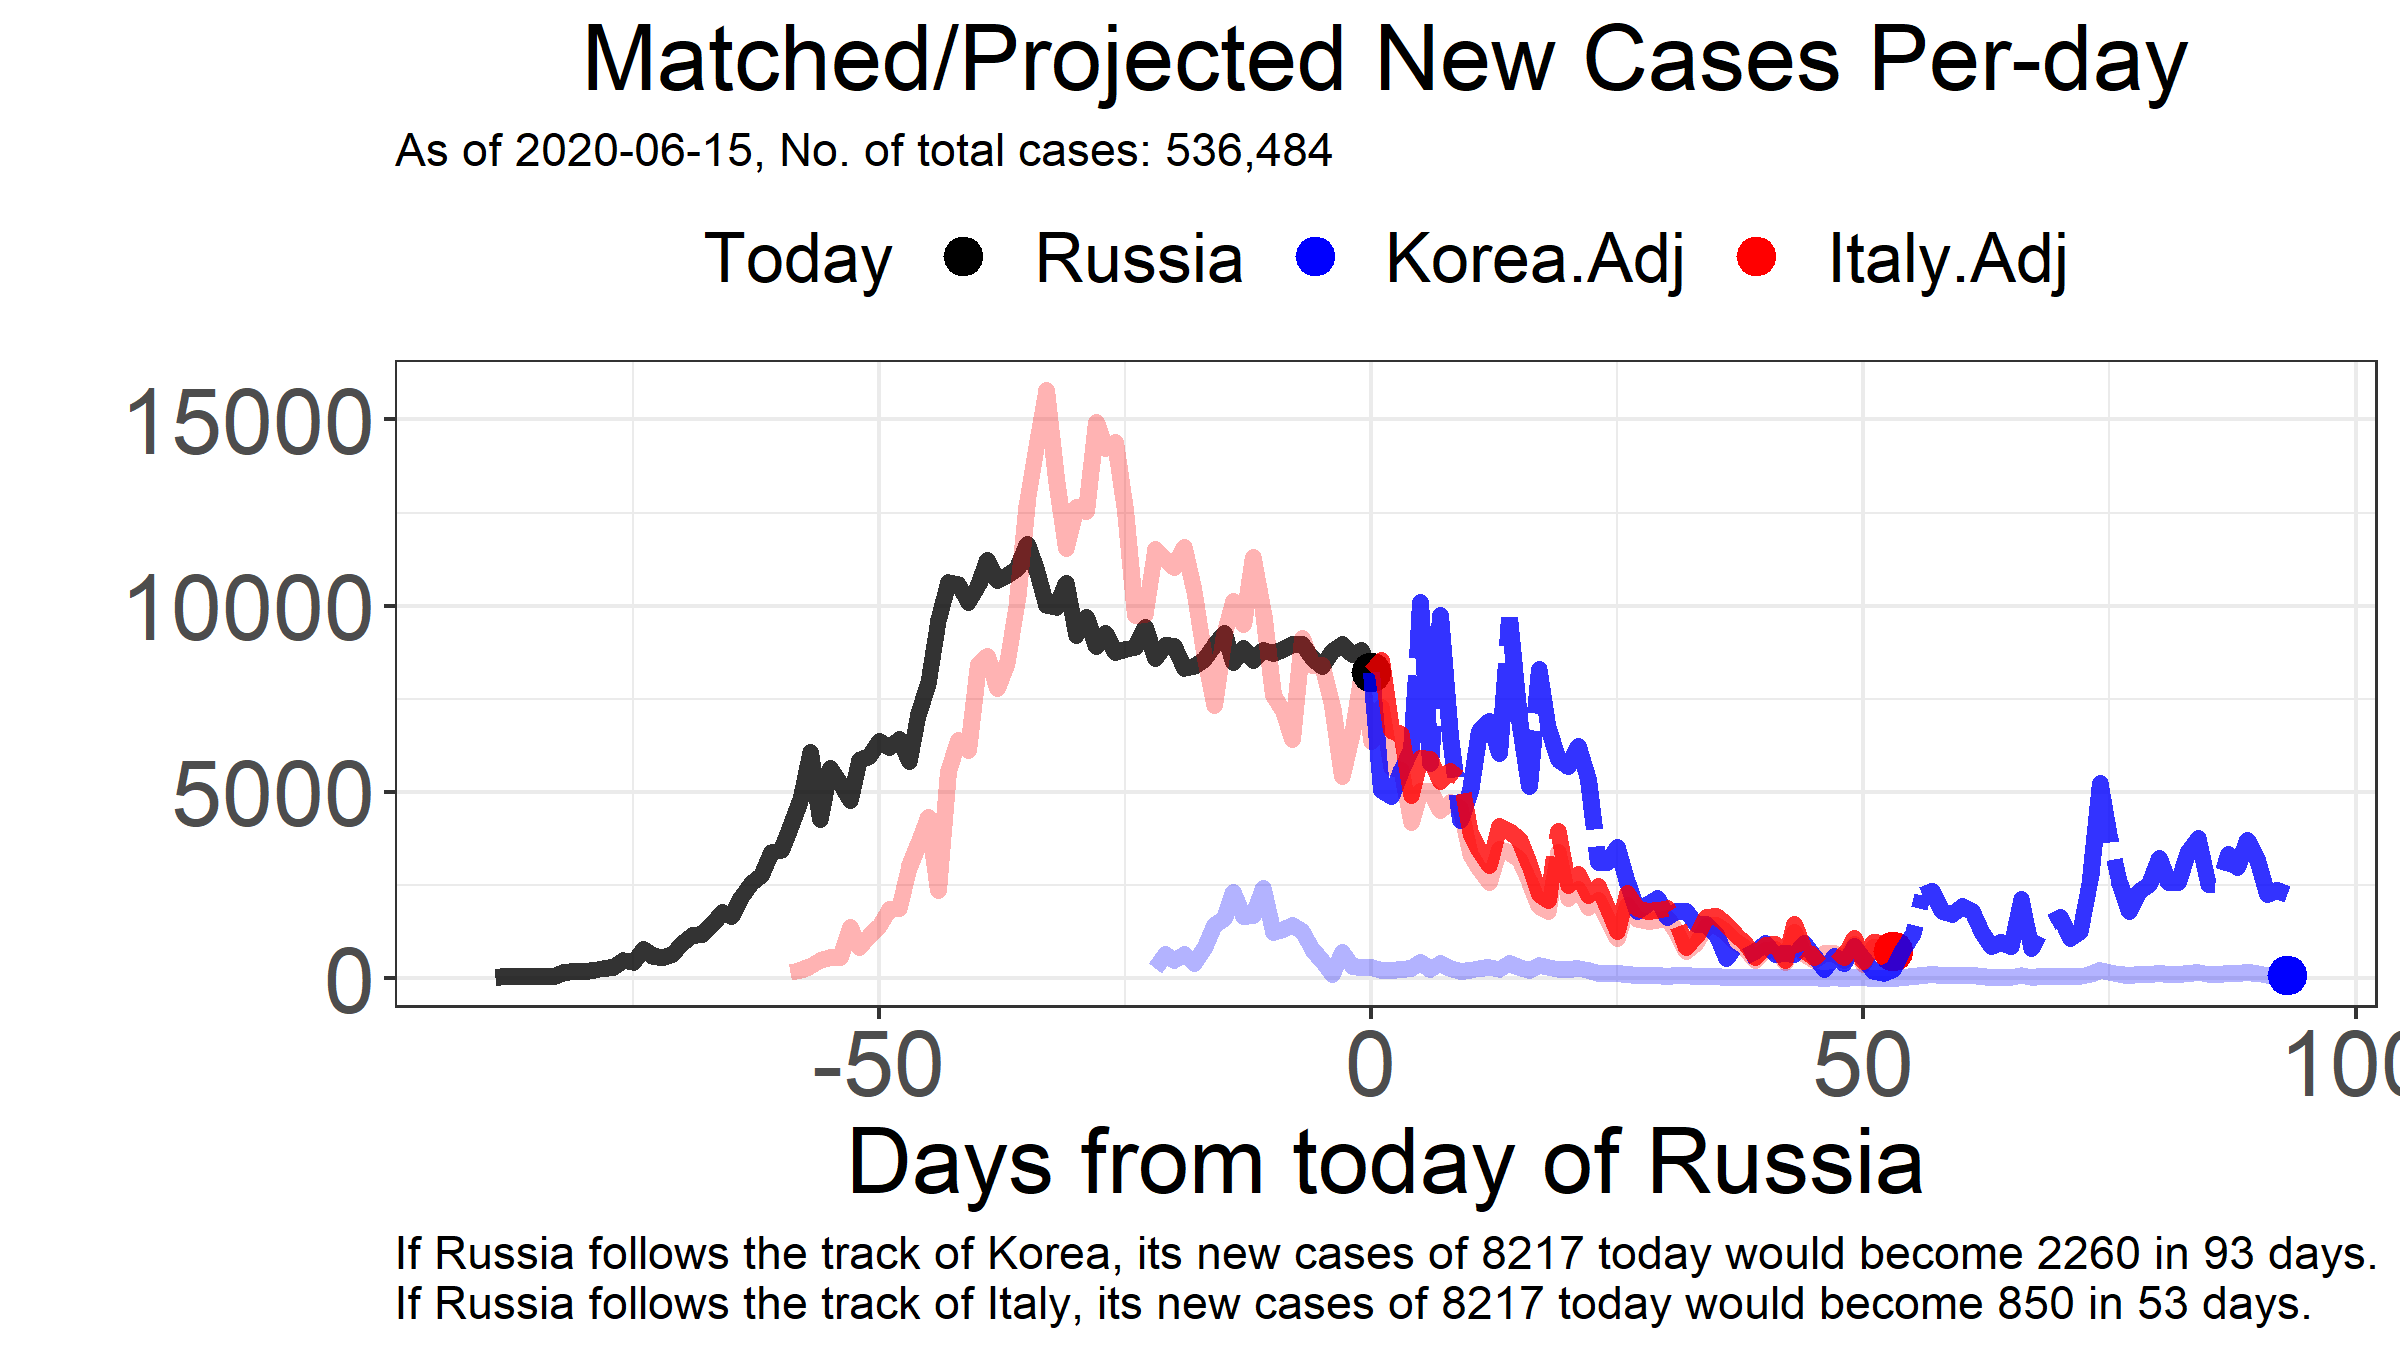 Matched/Projected New Cases Per-day
As of 2020-06-15, No. of total cases: 536,484
Today Russia Korea.Adj Italy.Adj
15000
10000
5000
0
-50 0 50 100
Days from today of Russia
If Russia follows the track of Korea, its new cases of 8217 today would become 2260 in 93 days.
If Russia follows the track of Italy, its new cases of 8217 today would become 850 in 53 days.